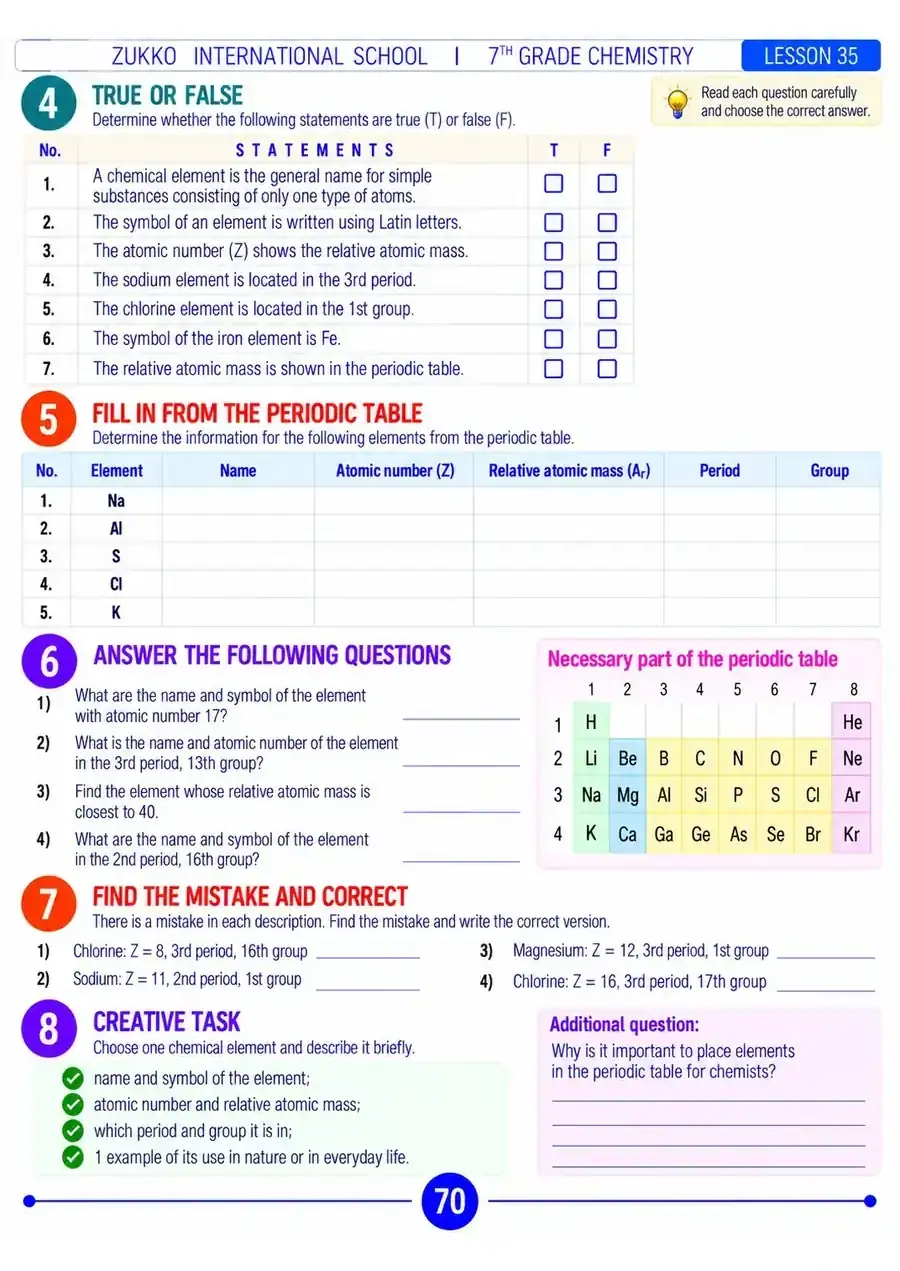 ZUKKO INTERNATIONAL SCHOOL | 7TH GRADE CHEMISTRY LESSON 35
4 TRUE OR FALSE
Determine whether the following statements are true (T) or false (F).
Read each question carefully
and choose the correct answer.
No. STATEMENTS T F
1. A chemical element is the general name for simple
substances consisting of only one type of atoms.
2. The symbol of an element is written using Latin letters.
3. The atomic number (Z) shows the relative atomic mass.
4. The sodium element is located in the 3rd period.
5. The chlorine element is located in the 1st group.
6. The symbol of the iron element is Fe.
7. The relative atomic mass is shown in the periodic table.
5 FILL IN FROM THE PERIODIC TABLE
Determine the information for the following elements from the periodic table.
No. Element Name Atomic number (Z) Relative atomic mass (Aᵣ) Period Group
1. Na
2. Al
3. S
4. Cl
5. K
6 ANSWER THE FOLLOWING QUESTIONS
1) What are the name and symbol of the element
with atomic number 17?
2) What is the name and atomic number of the element
in the 3rd period, 13th group?
3) Find the element whose relative atomic mass is
closest to 40.
4) What are the name and symbol of the element
in the 2nd period, 16th group?
Necessary part of the periodic table
1 2 3 4 5 6 7 8
1 H He
2 Li Be B C N O F Ne
3 Na Mg Al Si P S Cl Ar
4 K Ca Ga Ge As Se Br Kr
7 FIND THE MISTAKE AND CORRECT
There is a mistake in each description. Find the mistake and write the correct version.
1) Chlorine: Z = 8, 3rd period, 16th group
2) Sodium: Z = 11, 2nd period, 1st group
3) Magnesium: Z = 12, 3rd period, 1st group
4) Chlorine: Z = 16, 3rd period, 17th group
8 CREATIVE TASK
Choose one chemical element and describe it briefly.
name and symbol of the element;
atomic number and relative atomic mass;
which period and group it is in;
1 example of its use in nature or in everyday life.
Additional question:
Why is it important to place elements
in the periodic table for chemists?
70